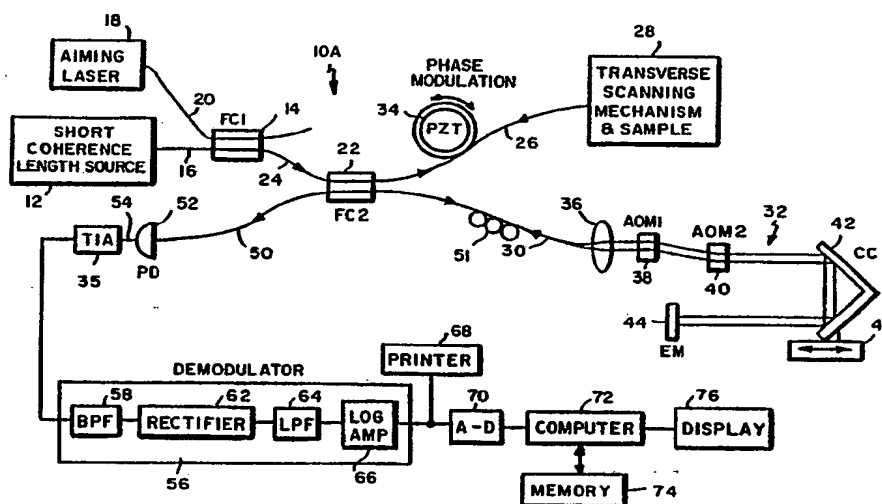 18
AIMING
LASER
20
SHORT
COHERENCE
LENGTH SOURCE
12
16
FC1
14
24
10A
22
FC2
PHASE
MODULATION
34
PZT
26
28
TRANSVERSE
SCANNING
MECHANISM
& SAMPLE
TIA
35
54
52
PD
50
51
30
36
AOM1
38
AOM2
40
32
42
CC
44
EM
4
DEMODULATOR
58
BPF
62
RECTIFIER
64
LPF
LOG
AMP
66
56
68
PRINTER
70
A-D
72
COMPUTER
76
DISPLAY
MEMORY
74